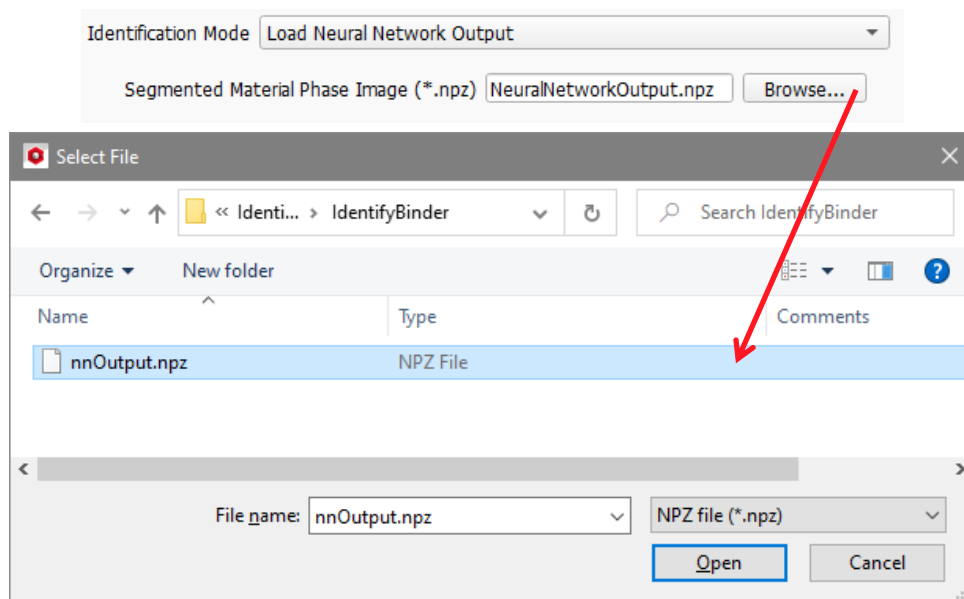 Identification Mode Load Neural Network Output
Segmented Material Phase Image (*.npz) NeuralNetworkOutput.npz Browse...
Select File
« Identi... › IdentifyBinder Search IdentifyBinder
Organize New folder ?
Name Type Comments
nnOutput.npz NPZ File
File name: nnOutput.npz NPZ file (*.npz)
Open Cancel